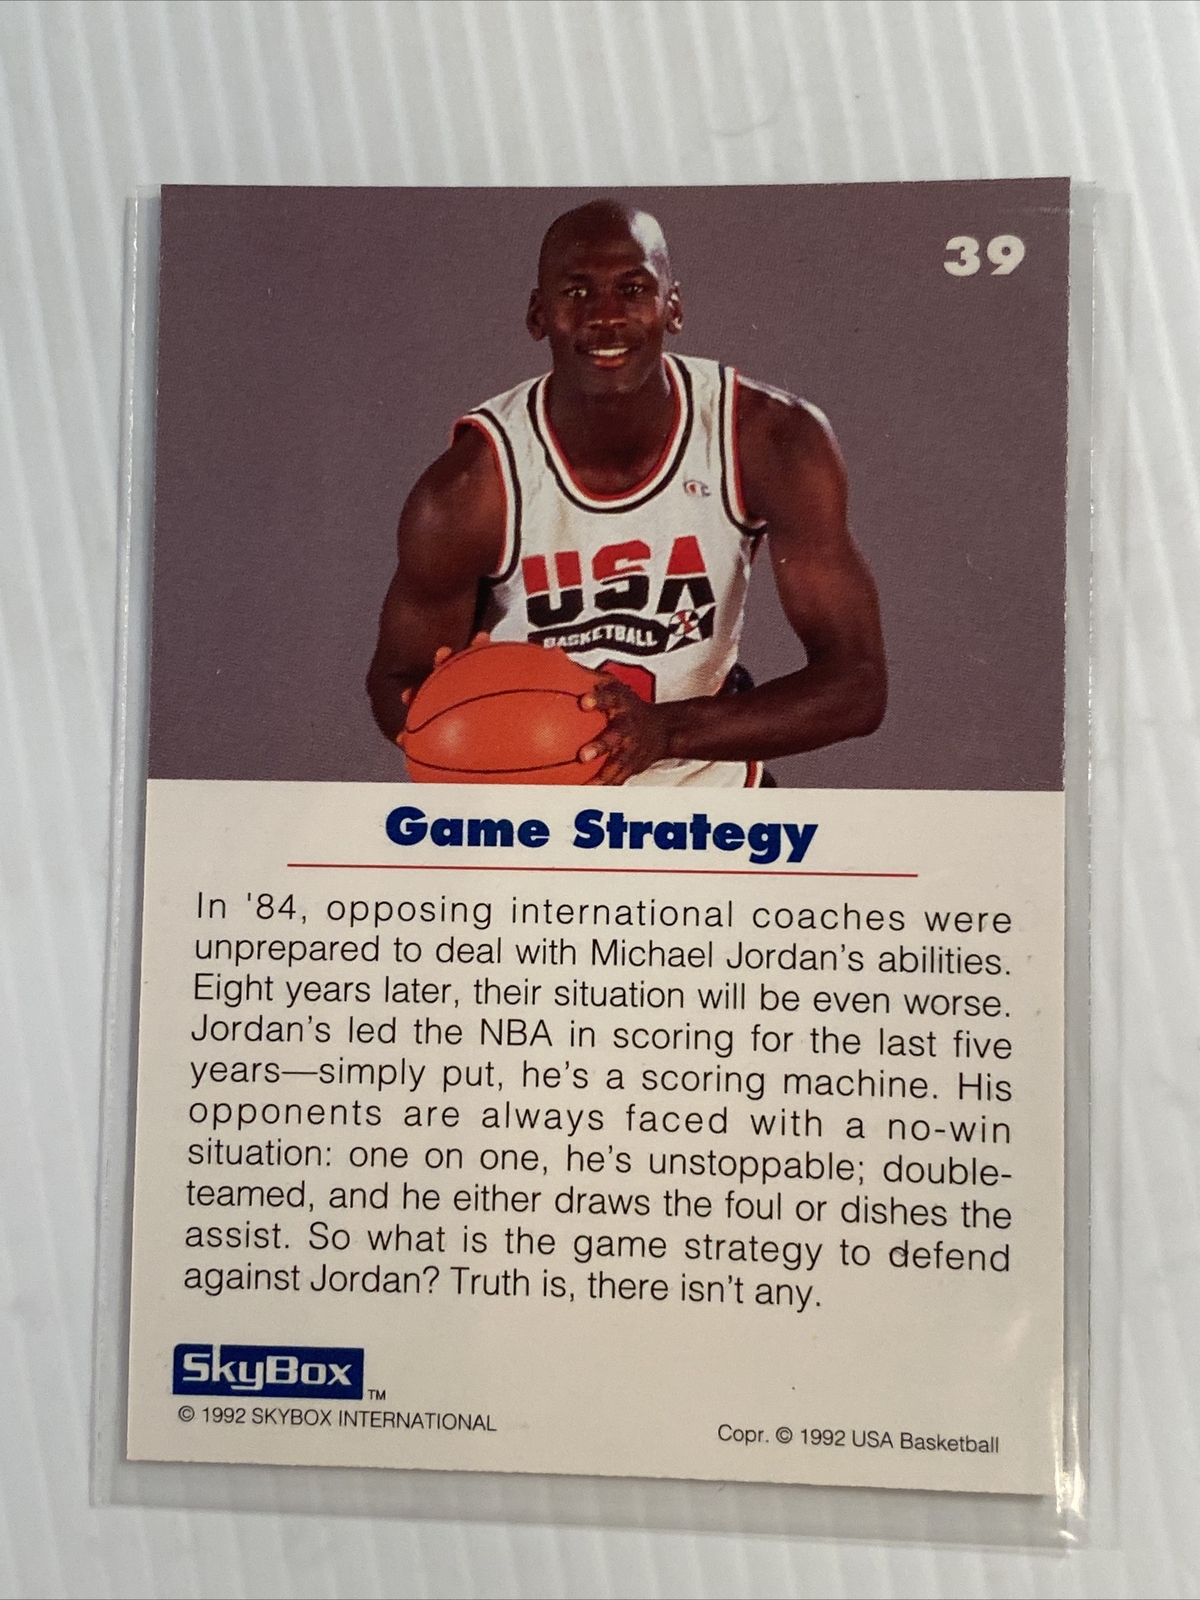 39
USA
BASKETBALL
Game Strategy
In '84, opposing international coaches were
unprepared to deal with Michael Jordan's abilities.
Eight years later, their situation will be even worse.
Jordan's led the NBA in scoring for the last five
years—simply put, he's a scoring machine. His
opponents are always faced with a no-win
situation: one on one, he's unstoppable; double-
teamed, and he either draws the foul or dishes the
assist. So what is the game strategy to defend
against Jordan? Truth is, there isn't any.
SkyBox™
© 1992 SKYBOX INTERNATIONAL
Copr. © 1992 USA Basketball